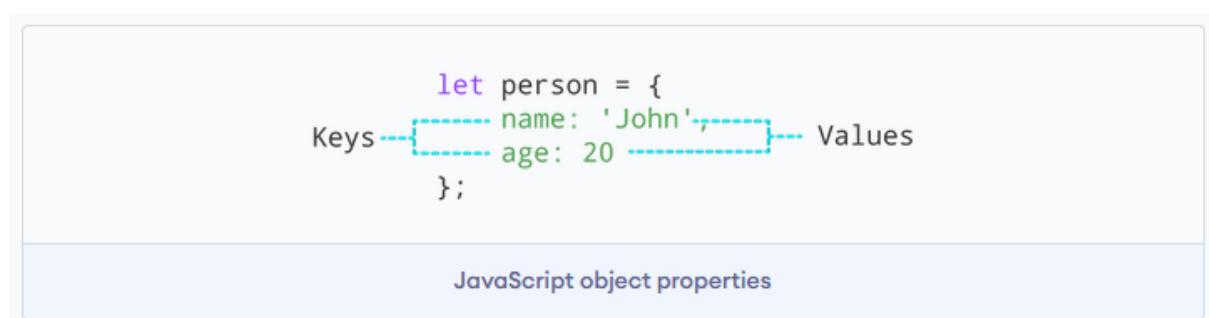 let person = {
name: 'John',
Keys Values
age: 20
};
JavaScript object properties